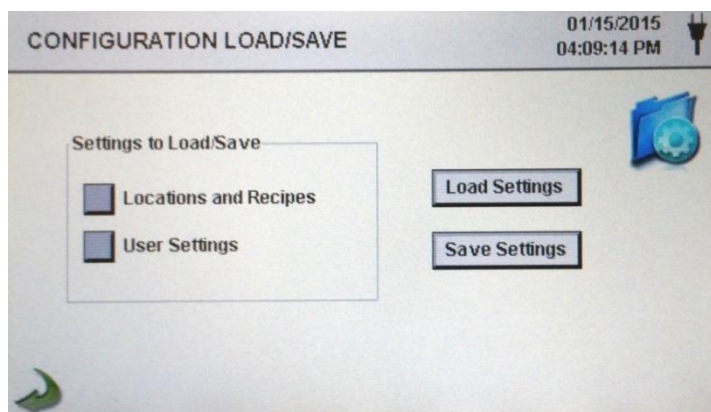 CONFIGURATION LOAD/SAVE
01/15/2015
04:09:14 PM
Settings to Load/Save
Locations and Recipes
User Settings
Load Settings
Save Settings